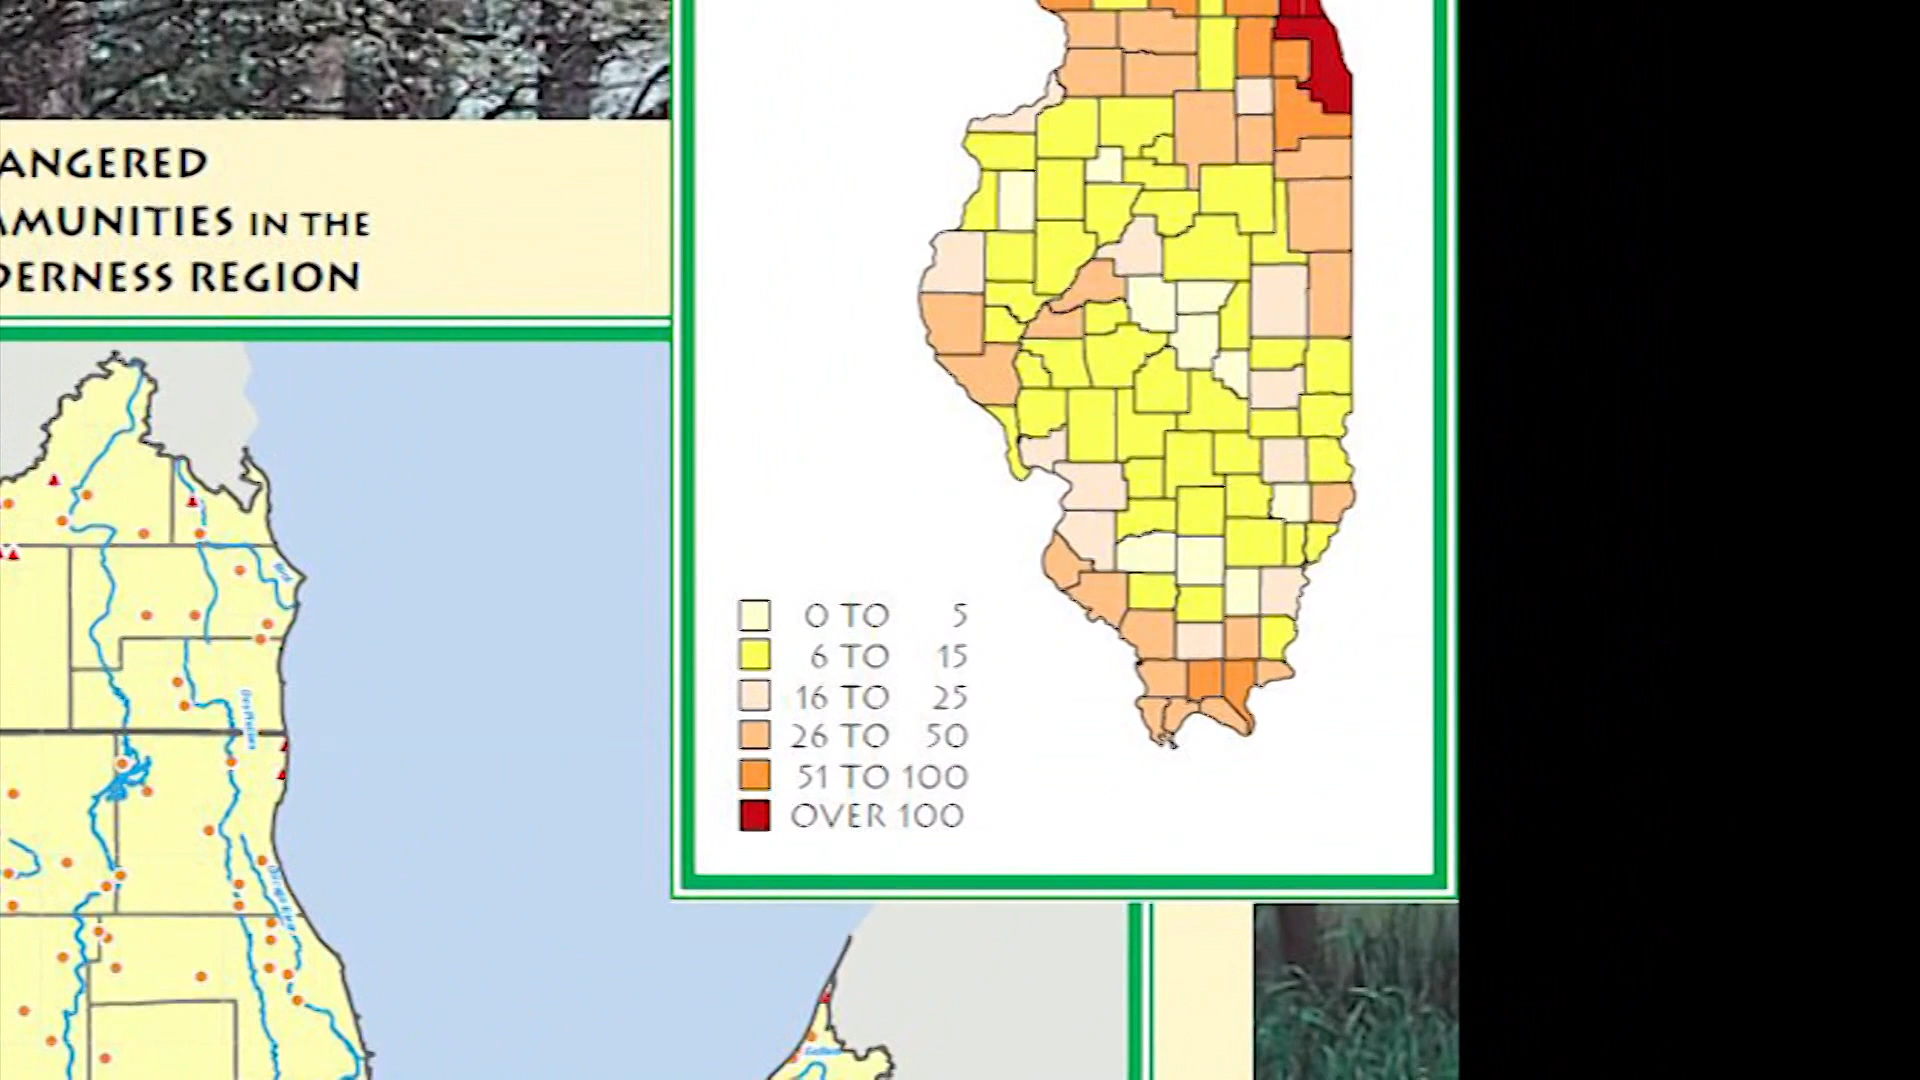 ANGERED
MUNITIES IN THE
DERNESS REGION
0 TO 5
6 TO 15
16 TO 25
26 TO 50
51 TO 100
OVER 100